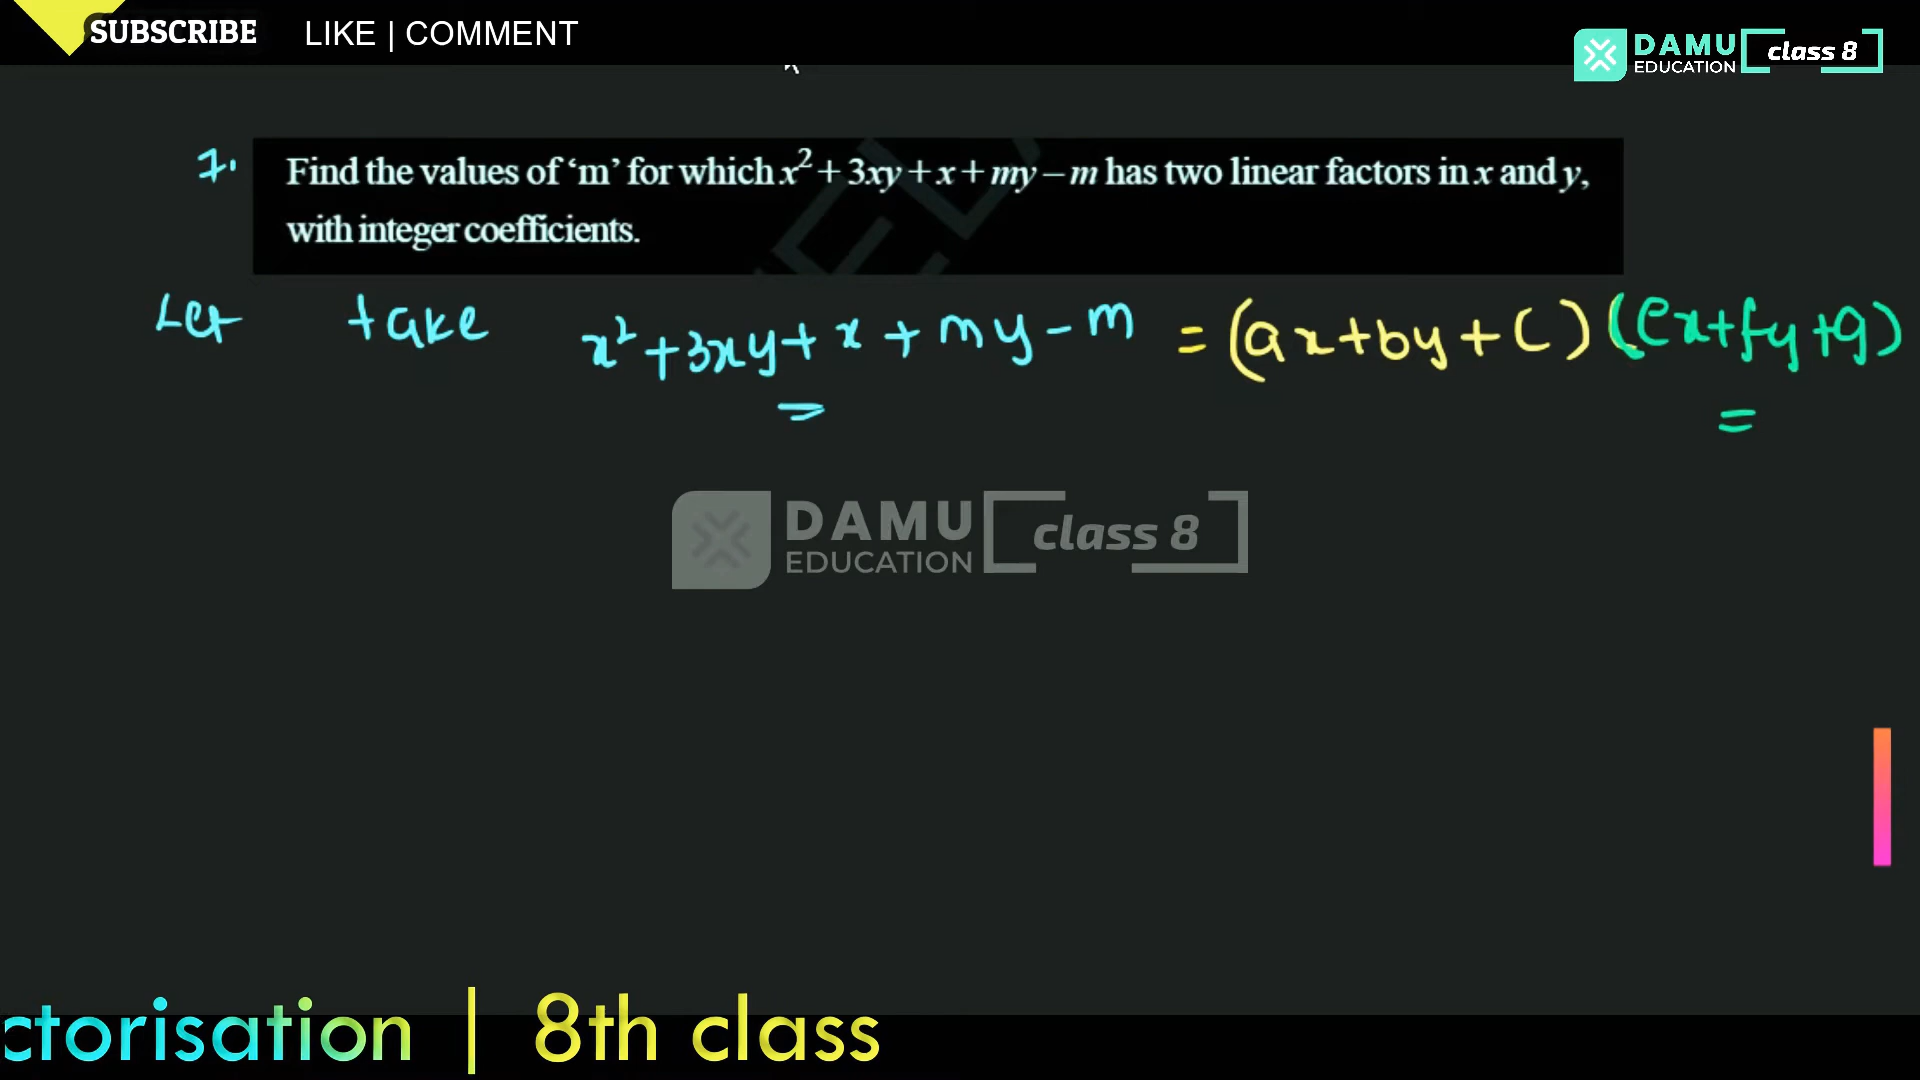 SUBSCRIBE LIKE | COMMENT
DAMU EDUCATION class 8
7. Find the values of ‘m’ for which x² + 3xy + x + my – m has two linear factors in x and y,
with integer coefficients.
Let take x² + 3xy + x + my - m = (ax + by + c) (ex + fy + g)
=
=
DAMU EDUCATION class 8
ctorisation | 8th class